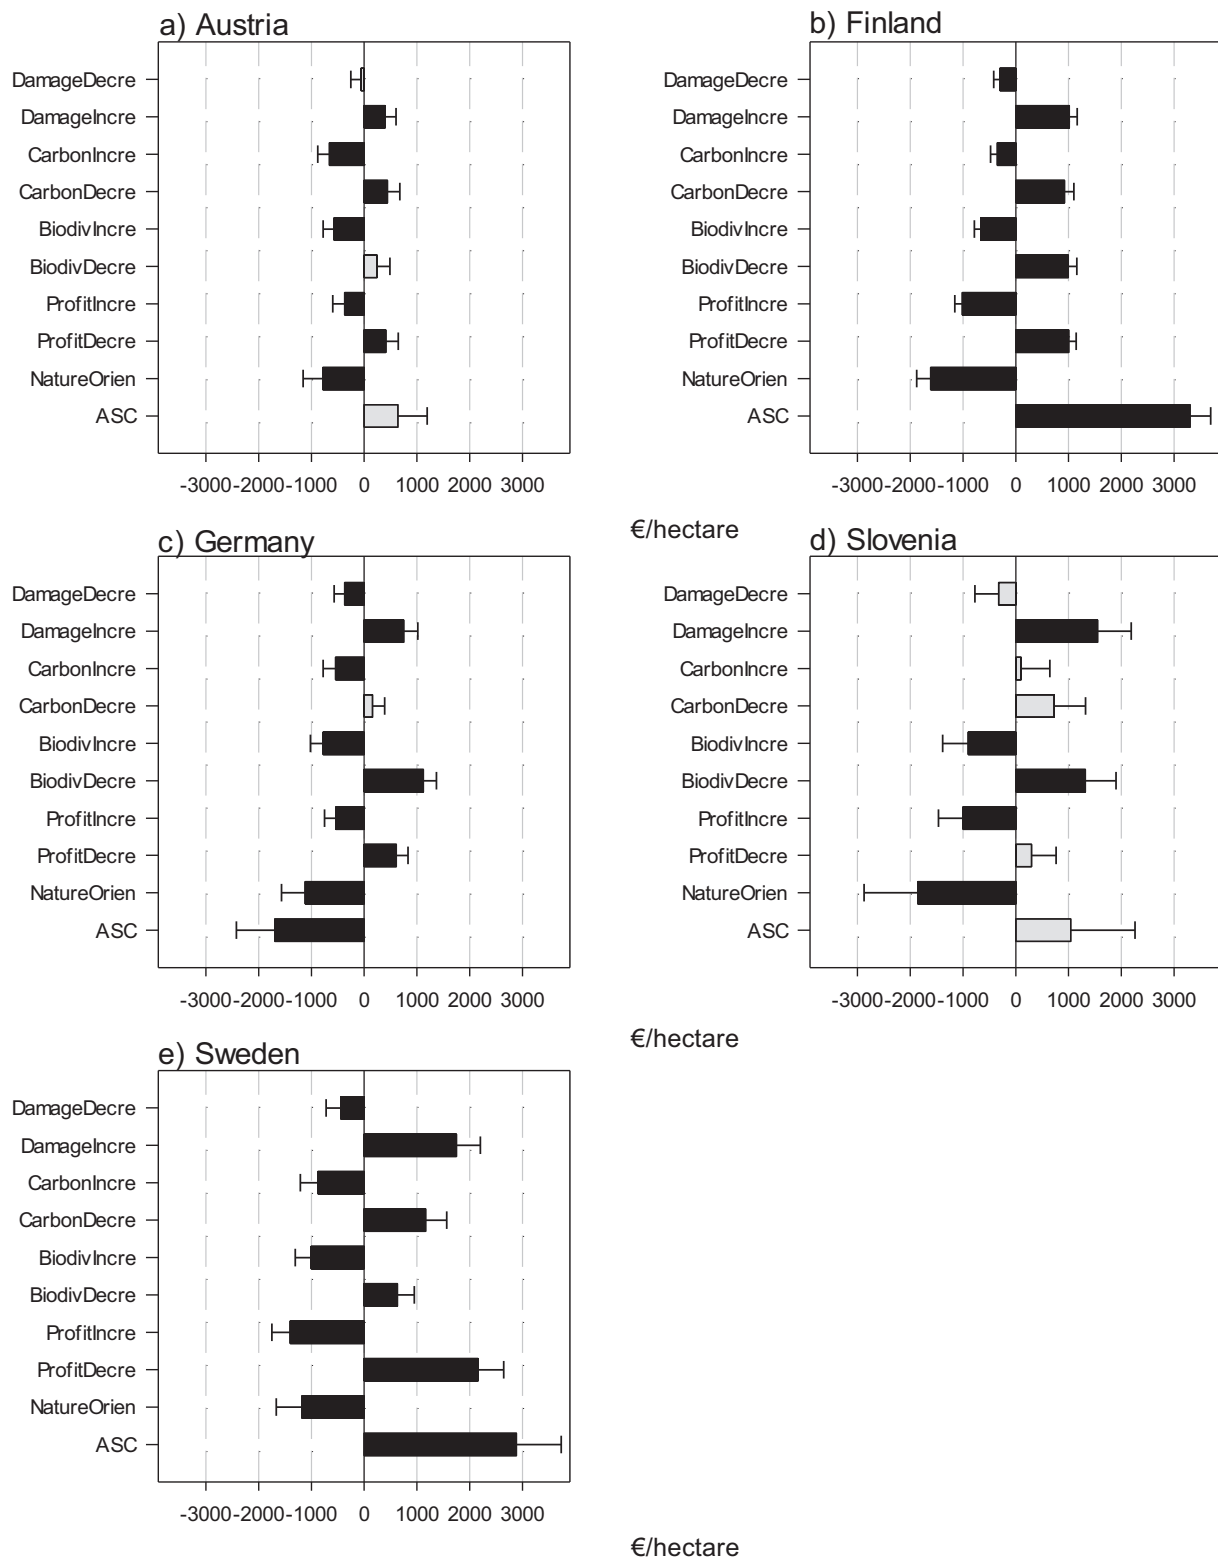 a) Austria
DamageDecre
DamageIncre
CarbonIncre
CarbonDecre
BiodivIncre
BiodivDecre
ProfitIncre
ProfitDecre
NatureOrien
ASC
-3000-2000-1000 0 1000 2000 3000
b) Finland
DamageDecre
DamageIncre
CarbonIncre
CarbonDecre
BiodivIncre
BiodivDecre
ProfitIncre
ProfitDecre
NatureOrien
ASC
-3000-2000-1000 0 1000 2000 3000
€/hectare
c) Germany
DamageDecre
DamageIncre
CarbonIncre
CarbonDecre
BiodivIncre
BiodivDecre
ProfitIncre
ProfitDecre
NatureOrien
ASC
-3000-2000-1000 0 1000 2000 3000
d) Slovenia
DamageDecre
DamageIncre
CarbonIncre
CarbonDecre
BiodivIncre
BiodivDecre
ProfitIncre
ProfitDecre
NatureOrien
ASC
-3000-2000-1000 0 1000 2000 3000
€/hectare
e) Sweden
DamageDecre
DamageIncre
CarbonIncre
CarbonDecre
BiodivIncre
BiodivDecre
ProfitIncre
ProfitDecre
NatureOrien
ASC
-3000-2000-1000 0 1000 2000 3000
€/hectare